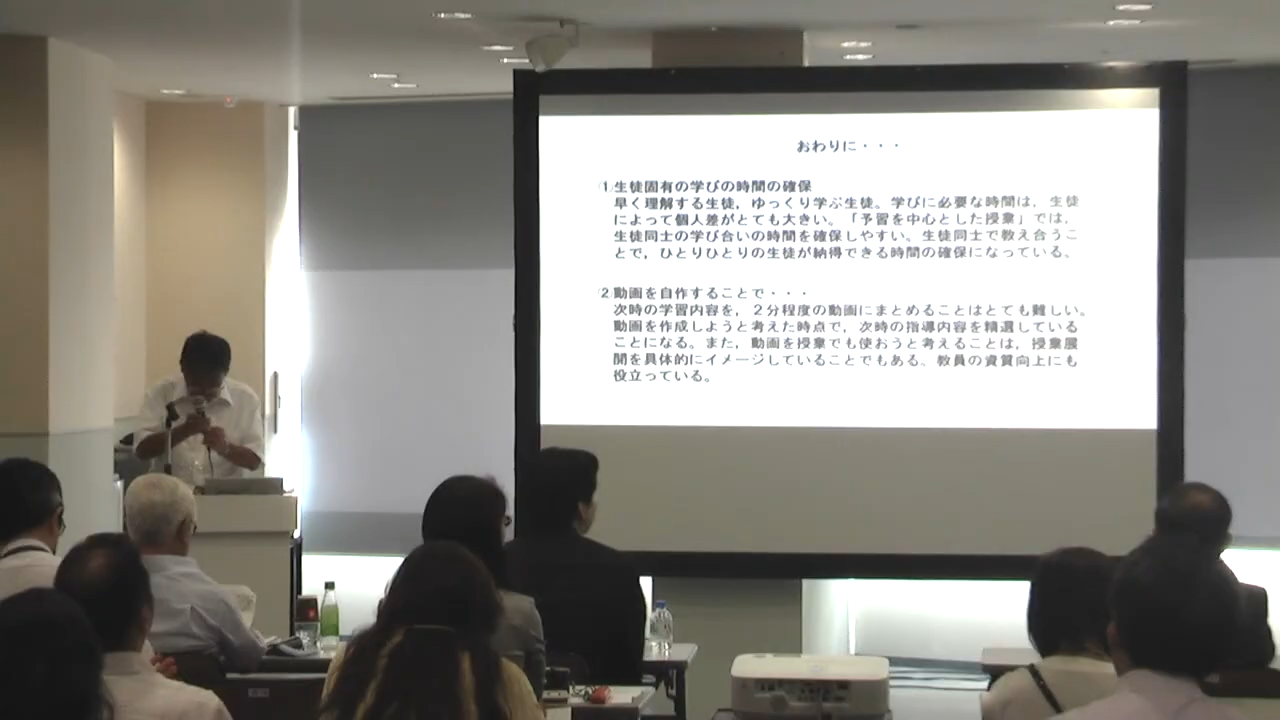 おわりに・・・
(1)生徒固有の学びの時間の確保
早く理解する生徒，ゆっくり学ぶ生徒。学びに必要な時間は，生徒
によって個人差がとても大きい。「予習を中心とした授業」では，
生徒同士の学び合いの時間を確保しやすい。生徒同士で教え合うこ
とで，ひとりひとりの生徒が納得できる時間の確保になっている。
(2)動画を自作することで・・・
次時の学習内容を，２分程度の動画にまとめることはとても難しい。
動画を作成しようと考えた時点で，次時の指導内容を精選している
ことになる。また，動画を授業でも使おうと考えることは，授業展
開を具体的にイメージしていることでもある。教員の資質向上にも
役立っている。